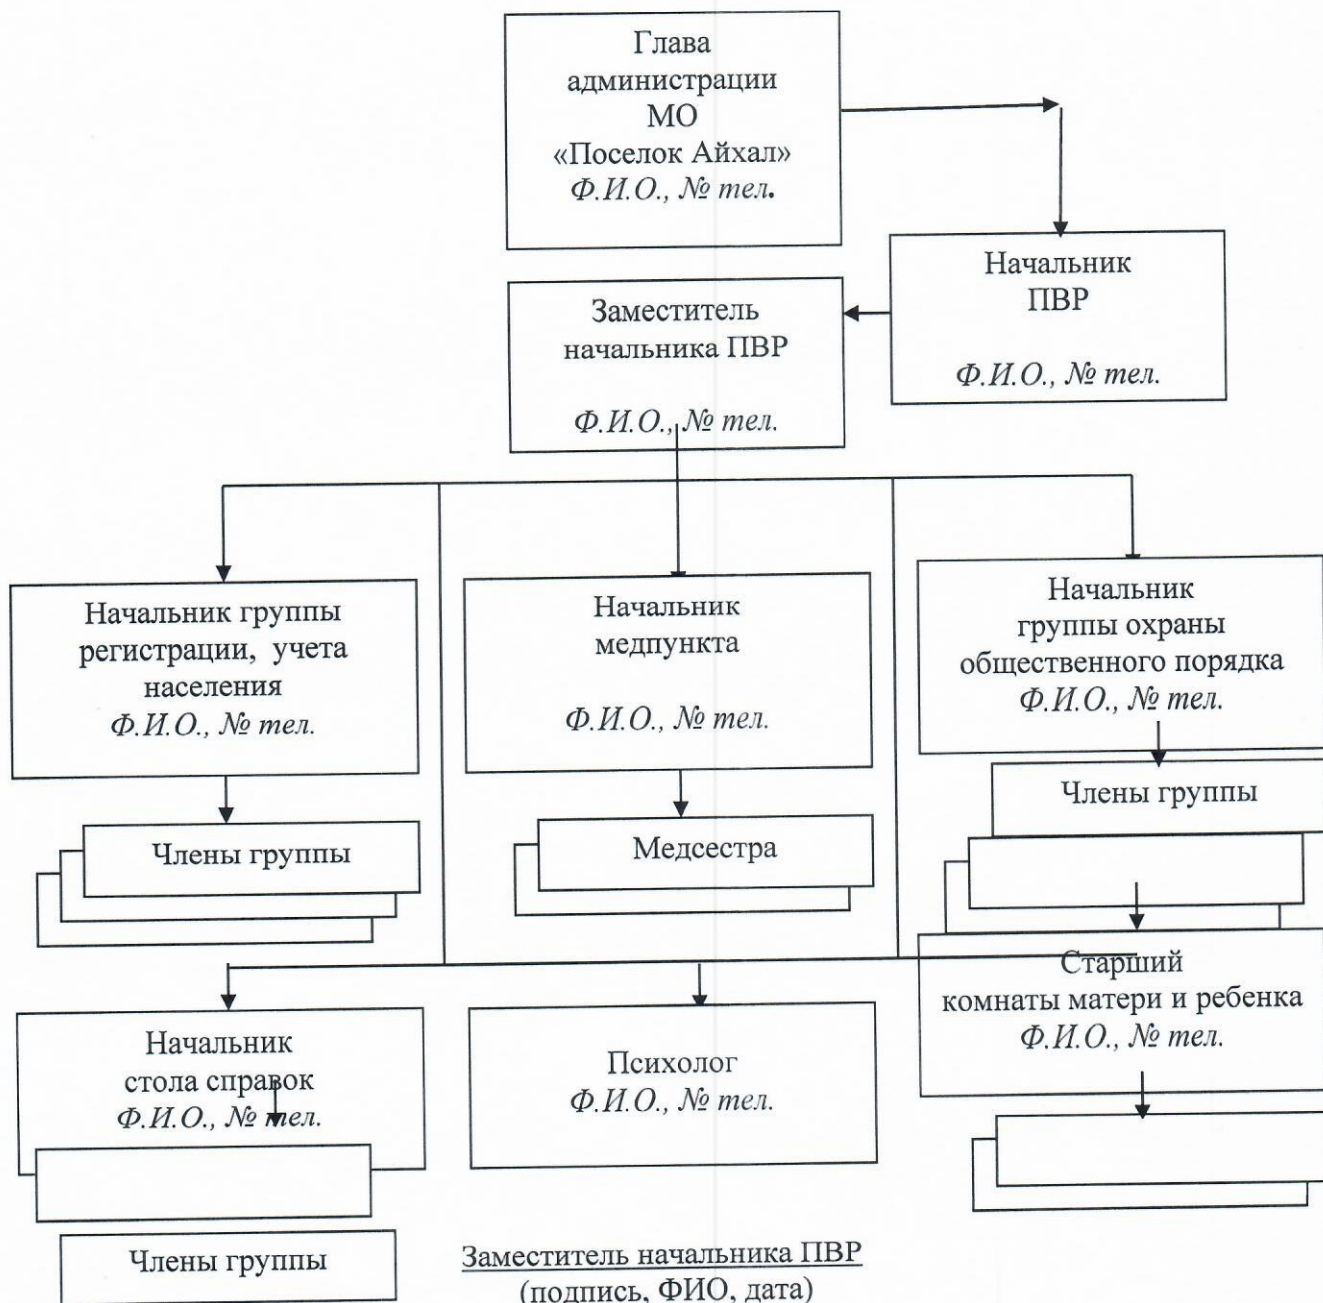 Глава
администрации
МО
«Поселок Айхал»
Ф.И.О., № тел.
Начальник
ПВР
Ф.И.О., № тел.
Заместитель
начальника ПВР
Ф.И.О., № тел.
Начальник группы
регистрации, учета
населения
Ф.И.О., № тел.
Начальник
медпункта
Ф.И.О., № тел.
Начальник
группы охраны
общественного порядка
Ф.И.О., № тел.
Члены группы
Медсестра
Члены группы
Начальник
стола справок
Ф.И.О., № тел.
Психолог
Ф.И.О., № тел.
Старший
комнаты матери и ребенка
Ф.И.О., № тел.
Члены группы
Заместитель начальника ПВР
(подпись, ФИО, дата)